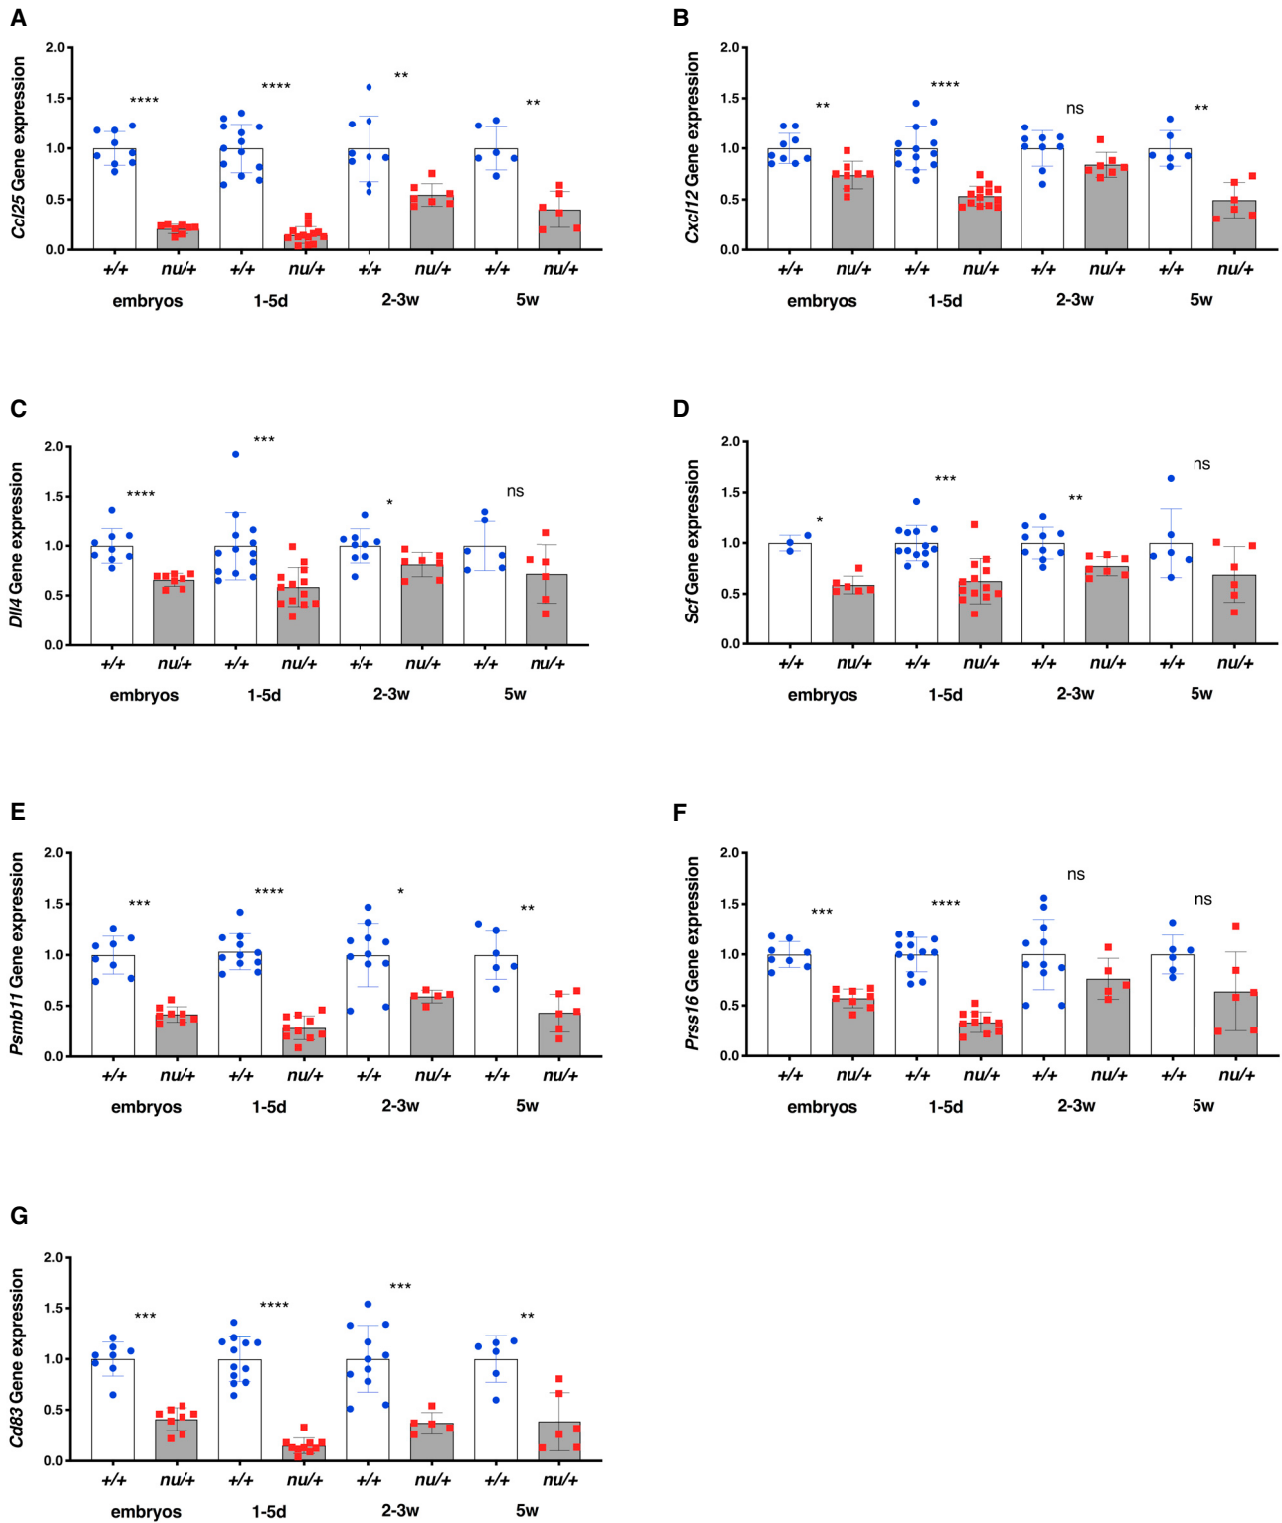 A
Ccl25 Gene expression
2.0
1.5
1.0
0.5
0.0
**** **** ** **
+/+ nu/+ +/+ nu/+ +/+ nu/+ +/+ nu/+
embryos 1-5d 2-3w 5w
B
Cxcl12 Gene expression
2.0
1.5
1.0
0.5
0.0
** **** ns **
+/+ nu/+ +/+ nu/+ +/+ nu/+ +/+ nu/+
embryos 1-5d 2-3w 5w
C
Dll4 Gene expression
2.0
1.5
1.0
0.5
0.0
**** *** * ns
+/+ nu/+ +/+ nu/+ +/+ nu/+ +/+ nu/+
embryos 1-5d 2-3w 5w
D
Scf Gene expression
2.0
1.5
1.0
0.5
0.0
* *** ** ns
+/+ nu/+ +/+ nu/+ +/+ nu/+ +/+ nu/+
embryos 1-5d 2-3w 5w
E
Psmb11 Gene expression
2.0
1.5
1.0
0.5
0.0
*** **** * **
+/+ nu/+ +/+ nu/+ +/+ nu/+ +/+ nu/+
embryos 1-5d 2-3w 5w
F
Prss16 Gene expression
2.0
1.5
1.0
0.5
0.0
*** **** ns ns
+/+ nu/+ +/+ nu/+ +/+ nu/+ +/+ nu/+
embryos 1-5d 2-3w 5w
G
Cd83 Gene expression
2.0
1.5
1.0
0.5
0.0
*** **** *** **
+/+ nu/+ +/+ nu/+ +/+ nu/+ +/+ nu/+
embryos 1-5d 2-3w 5w